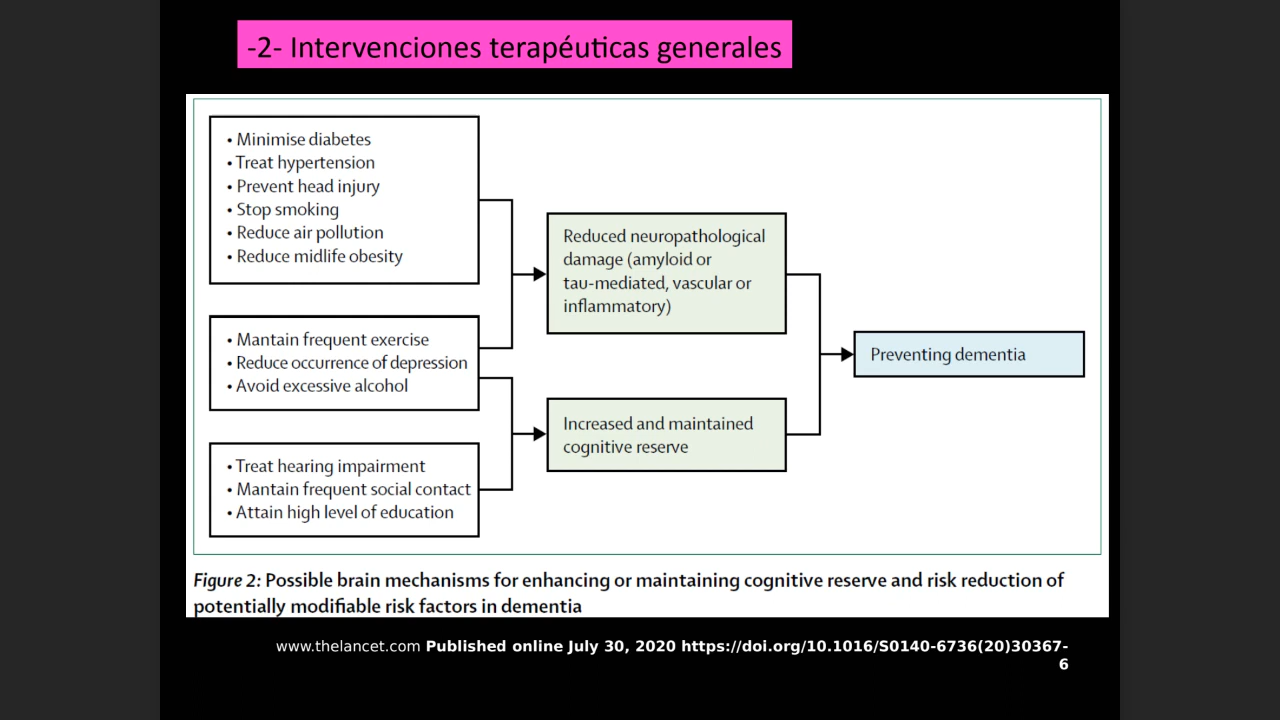 -2- Intervenciones terapéuticas generales
• Minimise diabetes
• Treat hypertension
• Prevent head injury
• Stop smoking
• Reduce air pollution
• Reduce midlife obesity
• Mantain frequent exercise
• Reduce occurrence of depression
• Avoid excessive alcohol
• Treat hearing impairment
• Mantain frequent social contact
• Attain high level of education
Reduced neuropathological
damage (amyloid or
tau-mediated, vascular or
inflammatory)
Increased and maintained
cognitive reserve
Preventing dementia
Figure 2: Possible brain mechanisms for enhancing or maintaining cognitive reserve and risk reduction of
potentially modifiable risk factors in dementia
www.thelancet.com Published online July 30, 2020 https://doi.org/10.1016/S0140-6736(20)30367-
6